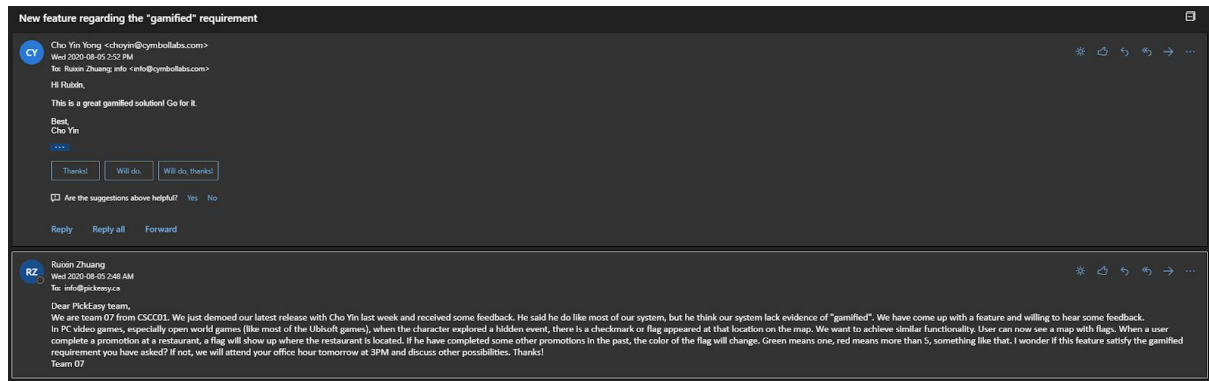 New feature regarding the "gamified" requirement
CY
Cho Yin Yong <choyin@cymbollabs.com>
Wed 2020-08-05 2:52 PM
To: Ruixin Zhuang; info <info@cymbollabs.com>
Hi Ruixin,
This is a great gamified solution! Go for it.
Best,
Cho Yin
Thanks!
Will do.
Will do, thanks!
Are the suggestions above helpful? Yes No
Reply Reply all Forward
RZ
Ruixin Zhuang
Wed 2020-08-05 2:48 AM
To: info@pickeasy.ca
Dear PickEasy team,
We are team 07 from CSCC01. We just demoed our latest release with Cho Yin last week and received some feedback. He said he do like most of our system, but he think our system lack evidence of "gamified". We have come up with a feature and willing to hear some feedback.
In PC video games, especially open world games (like most of the Ubisoft games), when the character explored a hidden event, there is a checkmark or flag appeared at that location on the map. We want to achieve similar functionality. User can now see a map with flags. When a user
complete a promotion at a restaurant, a flag will show up where the restaurant is located. If he have completed some other promotions in the past, the color of the flag will change. Green means one, red means more than 5, something like that. I wonder if this feature satisfy the gamified
requirement you have asked? If not, we will attend your office hour tomorrow at 3PM and discuss other possibilities. Thanks!
Team 07